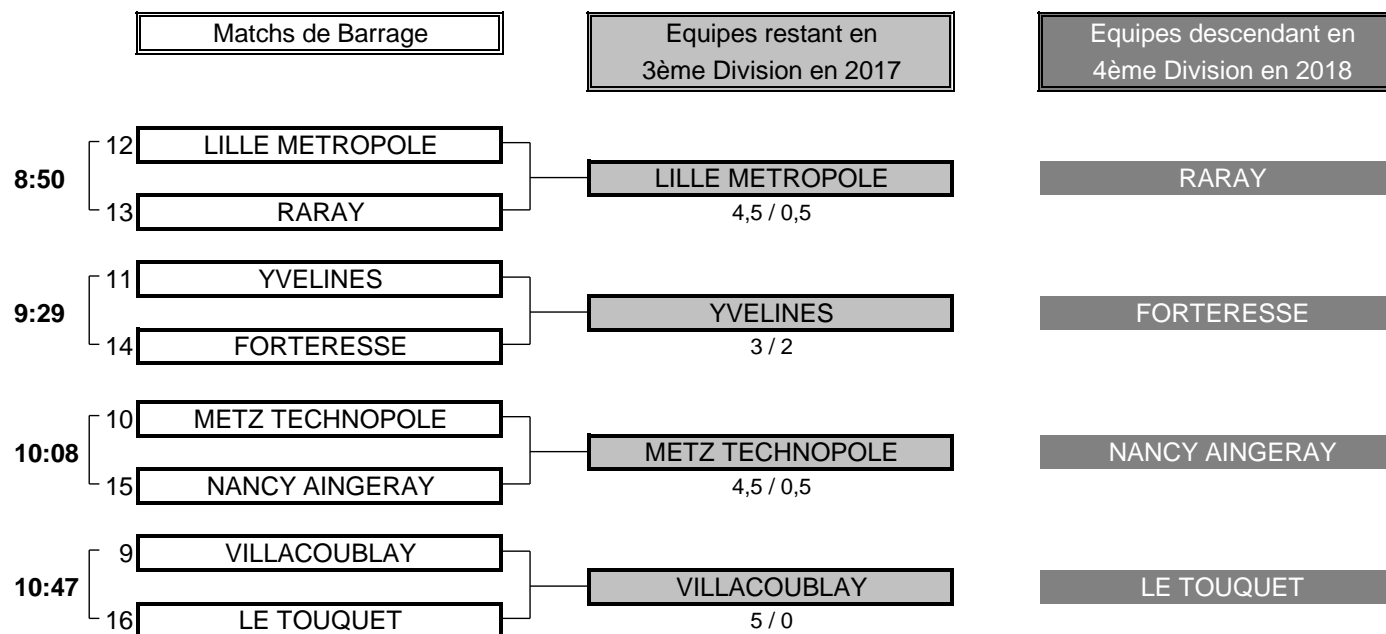 Matchs de Barrage
Equipes restant en
3ème Division en 2017
Equipes descendant en
4ème Division en 2018
8:50
12 LILLE METROPOLE
13 RARAY
LILLE METROPOLE
4,5 / 0,5
RARAY
9:29
11 YVELINES
14 FORTERESSE
YVELINES
3 / 2
FORTERESSE
10:08
10 METZ TECHNOPOLE
15 NANCY AINGERAY
METZ TECHNOPOLE
4,5 / 0,5
NANCY AINGERAY
10:47
9 VILLACOUBLAY
16 LE TOUQUET
VILLACOUBLAY
5 / 0
LE TOUQUET